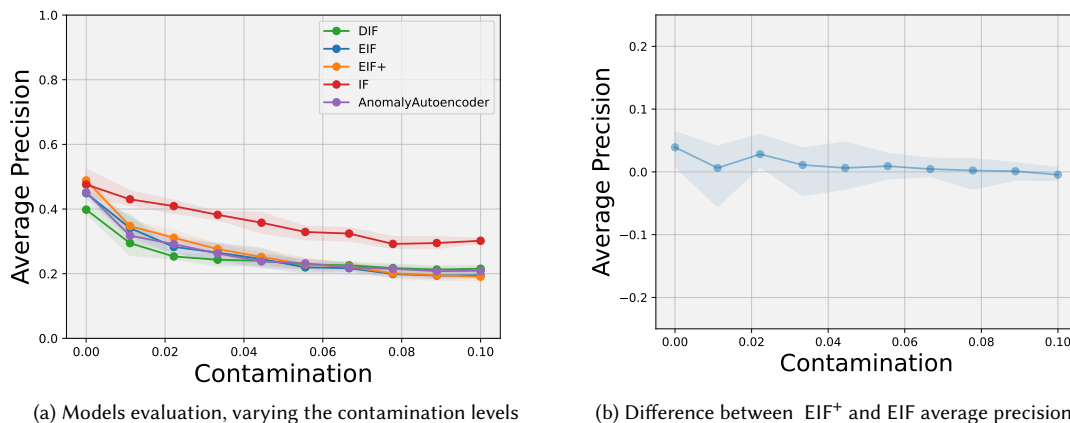 1.0
0.8
0.6
0.4
0.2
0.0
Average Precision
DIF
EIF
EIF+
IF
AnomalyAutoencoder
0.00 0.02 0.04 0.06 0.08 0.10
Contamination
(a) Models evaluation, varying the contamination levels
0.2
0.1
0.0
−0.1
−0.2
Average Precision
0.00 0.02 0.04 0.06 0.08 0.10
Contamination
(b) Difference between EIF⁺ and EIF average precision